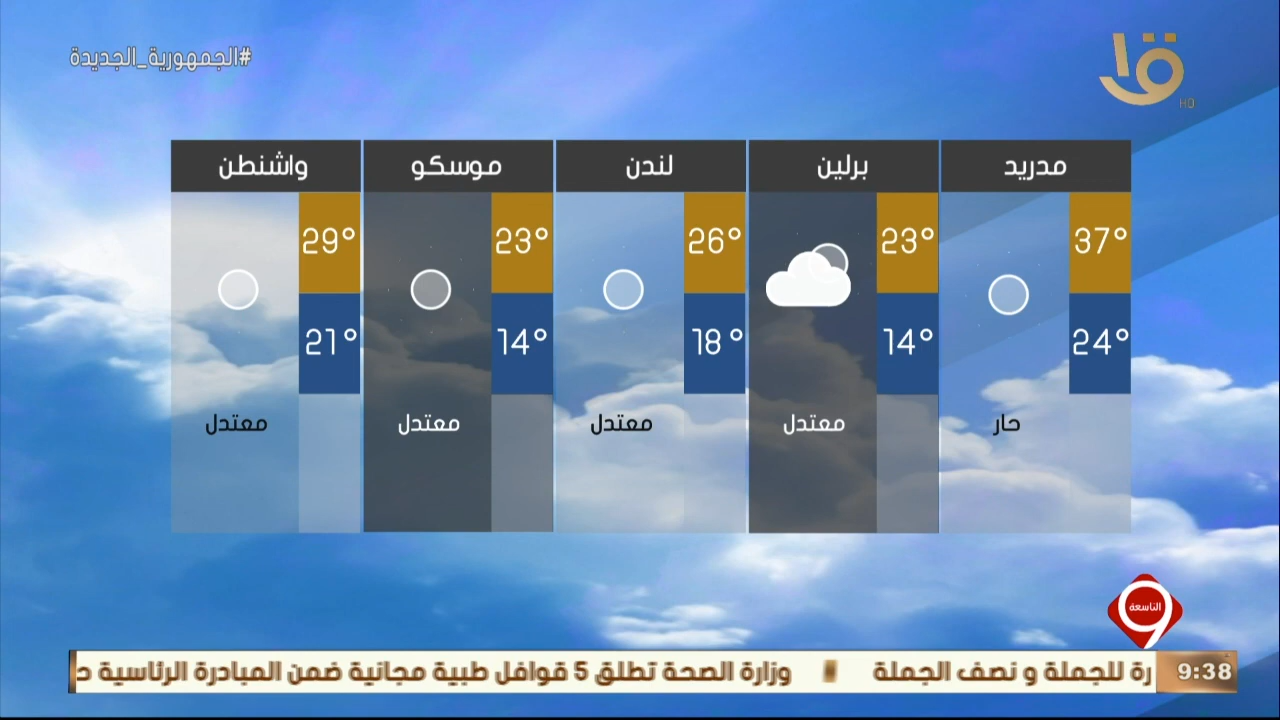 #الجمهورية_الجديدة
HD
مدريد
برلين
لندن
موسكو
واشنطن
37°
23°
26°
23°
29°
24°
14°
18°
14°
21°
حار
معتدل
معتدل
معتدل
معتدل
التاسعة
9
9:38
رة للجملة و نصف الجملة
وزارة الصحة تطلق 5 قوافل طبية مجانية ضمن المبادرة الرئاسية